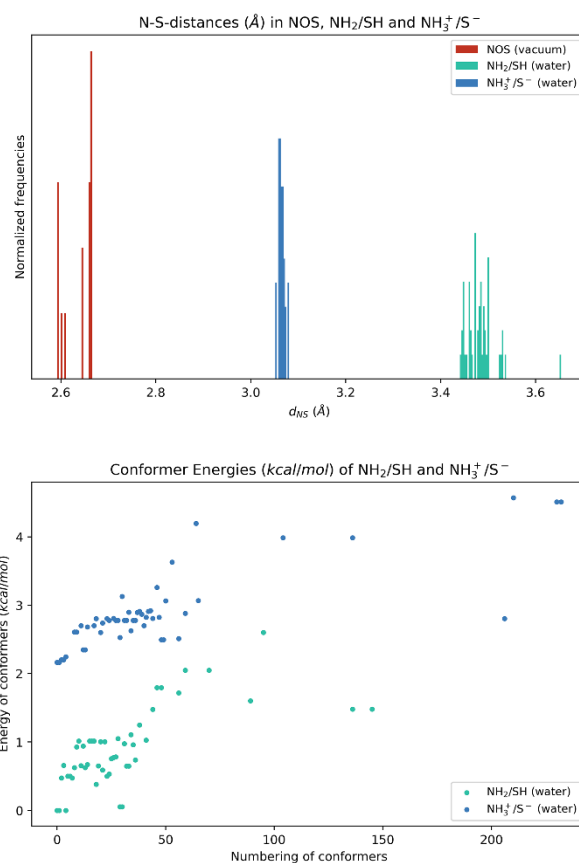 N-S-distances (Å) in NOS, NH₂/SH and NH₃⁺/S⁻
NOS (vacuum)
NH₂/SH (water)
NH₃⁺/S⁻ (water)
Normalized frequencies
2.6 2.8 3.0 3.2 3.4 3.6
d_NS (Å)
Conformer Energies (kcal/mol) of NH₂/SH and NH₃⁺/S⁻
Energy of conformers (kcal/mol)
4
3
2
1
0
NH₂/SH (water)
NH₃⁺/S⁻ (water)
0 50 100 150 200
Numbering of conformers